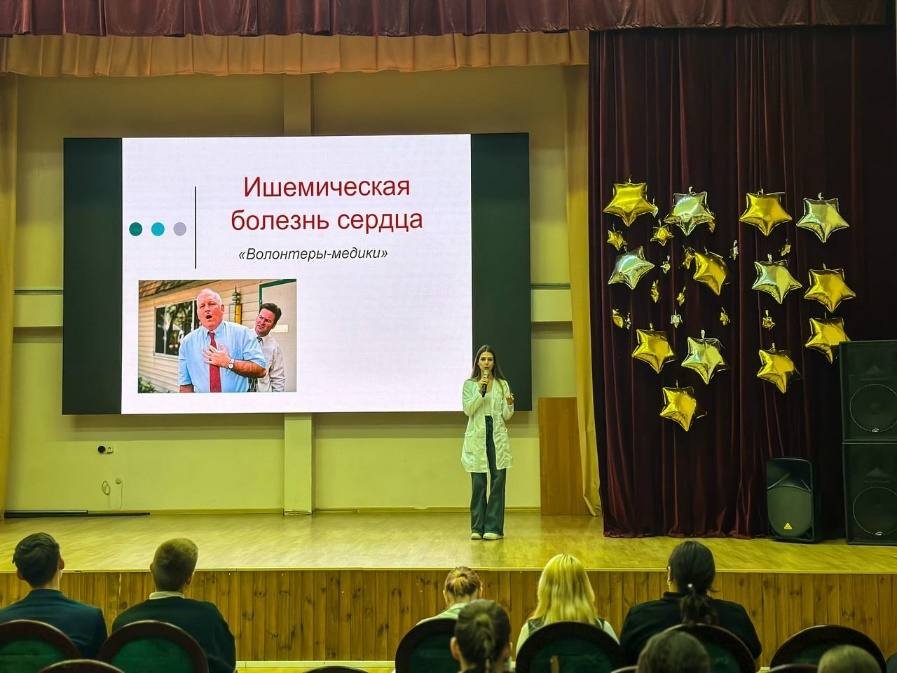 Ишемическая
болезнь сердца
«Волонтеры-медики»